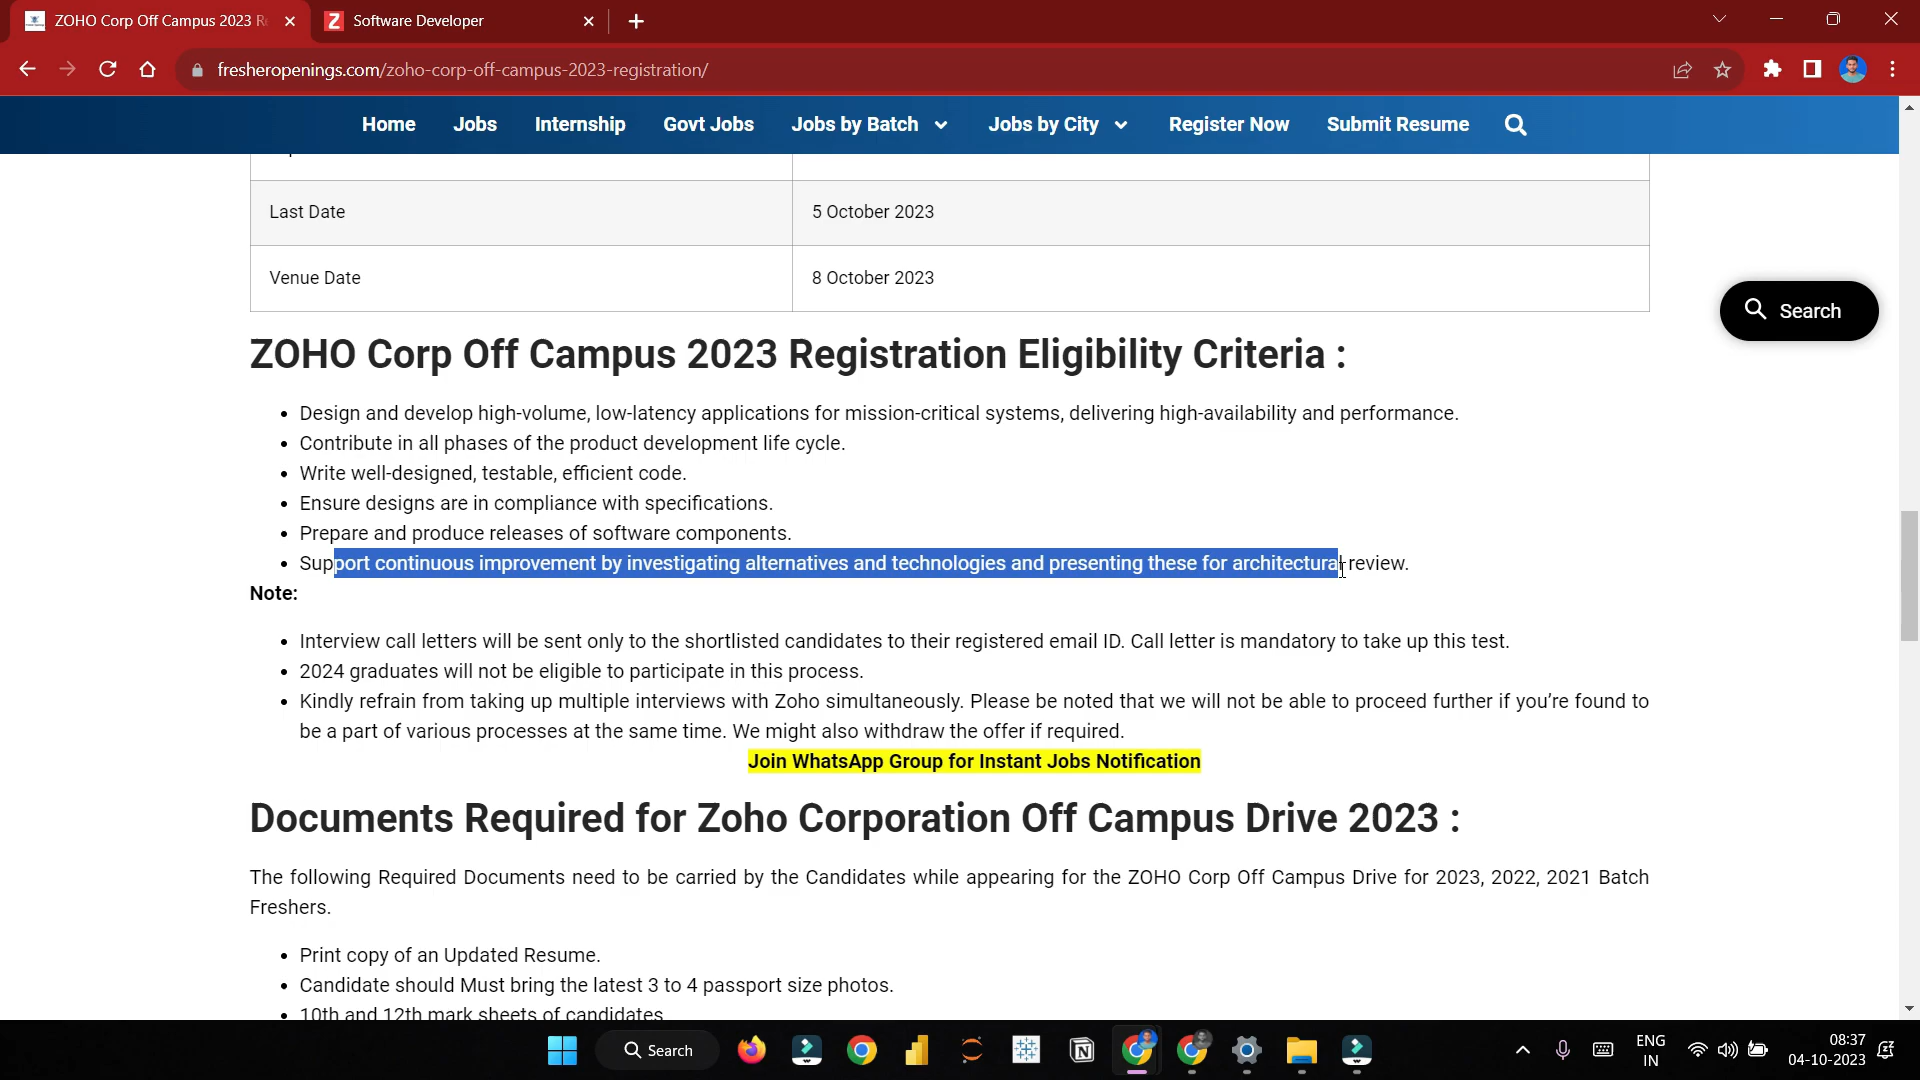 ZOHO Corp Off Campus 2023 R
Software Developer
fresheropenings.com/zoho-corp-off-campus-2023-registration/
Home Jobs Internship Govt Jobs Jobs by Batch Jobs by City Register Now Submit Resume
Last Date 5 October 2023
Venue Date 8 October 2023
Search
ZOHO Corp Off Campus 2023 Registration Eligibility Criteria :
• Design and develop high-volume, low-latency applications for mission-critical systems, delivering high-availability and performance.
• Contribute in all phases of the product development life cycle.
• Write well-designed, testable, efficient code.
• Ensure designs are in compliance with specifications.
• Prepare and produce releases of software components.
• Support continuous improvement by investigating alternatives and technologies and presenting these for architectural review.
Note:
• Interview call letters will be sent only to the shortlisted candidates to their registered email ID. Call letter is mandatory to take up this test.
• 2024 graduates will not be eligible to participate in this process.
• Kindly refrain from taking up multiple interviews with Zoho simultaneously. Please be noted that we will not be able to proceed further if you’re found to
be a part of various processes at the same time. We might also withdraw the offer if required.
Join WhatsApp Group for Instant Jobs Notification
Documents Required for Zoho Corporation Off Campus Drive 2023 :
The following Required Documents need to be carried by the Candidates while appearing for the ZOHO Corp Off Campus Drive for 2023, 2022, 2021 Batch
Freshers.
• Print copy of an Updated Resume.
• Candidate should Must bring the latest 3 to 4 passport size photos.
• 10th and 12th mark sheets of candidates
Search
ENG
IN
08:37
04-10-2023